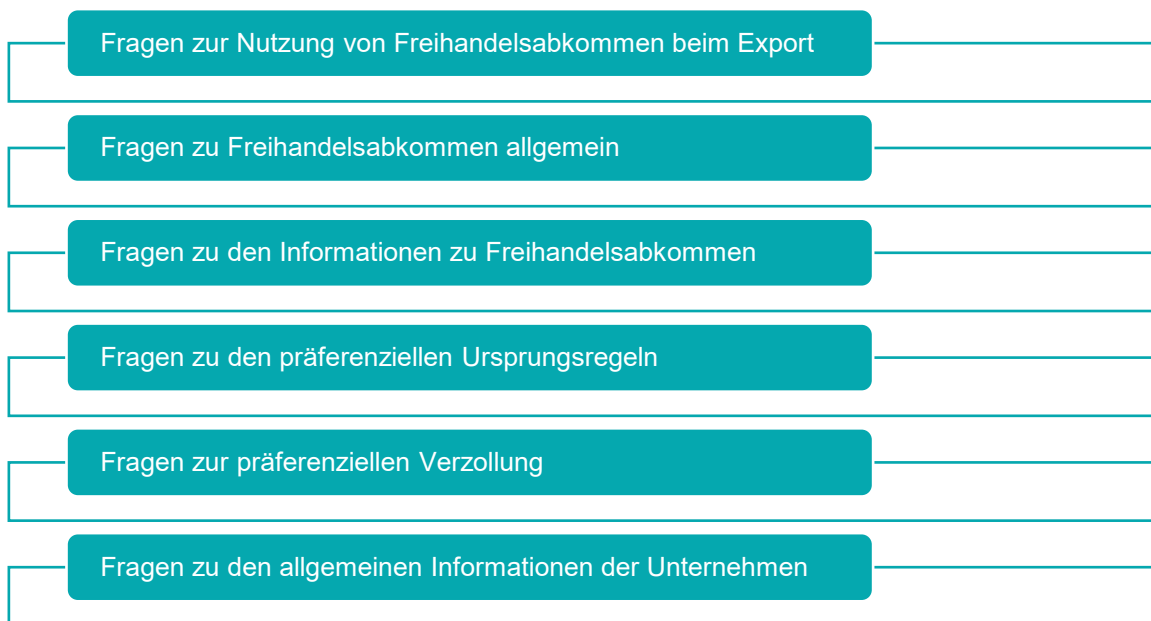 Fragen zur Nutzung von Freihandelsabkommen beim Export
Fragen zu Freihandelsabkommen allgemein
Fragen zu den Informationen zu Freihandelsabkommen
Fragen zu den präferenziellen Ursprungsregeln
Fragen zur präferenziellen Verzollung
Fragen zu den allgemeinen Informationen der Unternehmen